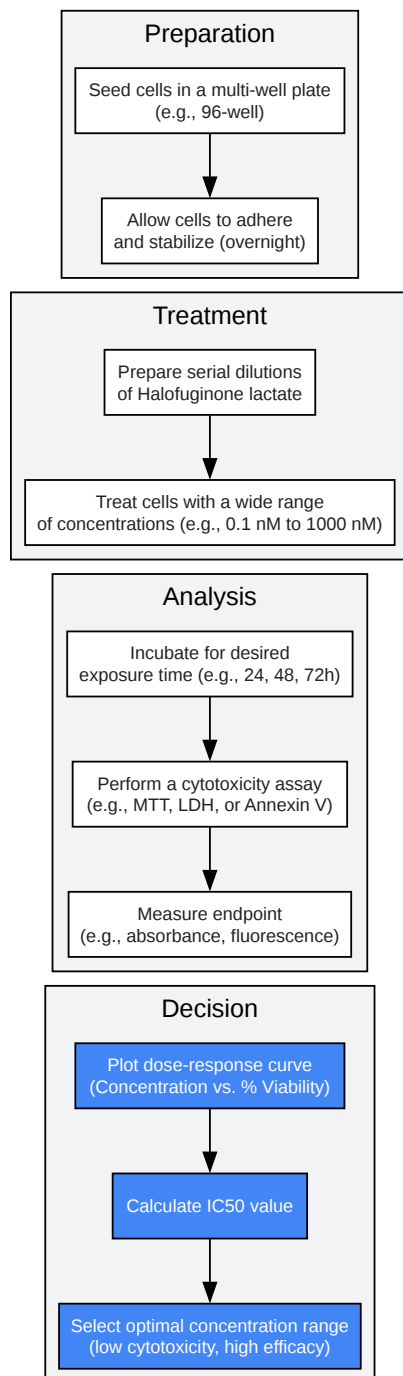 Preparation
Seed cells in a multi-well plate
(e.g., 96-well)
Allow cells to adhere
and stabilize (overnight)
Treatment
Prepare serial dilutions
of Halofuginone lactate
Treat cells with a wide range
of concentrations (e.g., 0.1 nM to 1000 nM)
Analysis
Incubate for desired
exposure time (e.g., 24, 48, 72h)
Perform a cytotoxicity assay
(e.g., MTT, LDH, or Annexin V)
Measure endpoint
(e.g., absorbance, fluorescence)
Decision
Plot dose-response curve
(Concentration vs. % Viability)
Calculate IC50 value
Select optimal concentration range
(low cytotoxicity, high efficacy)